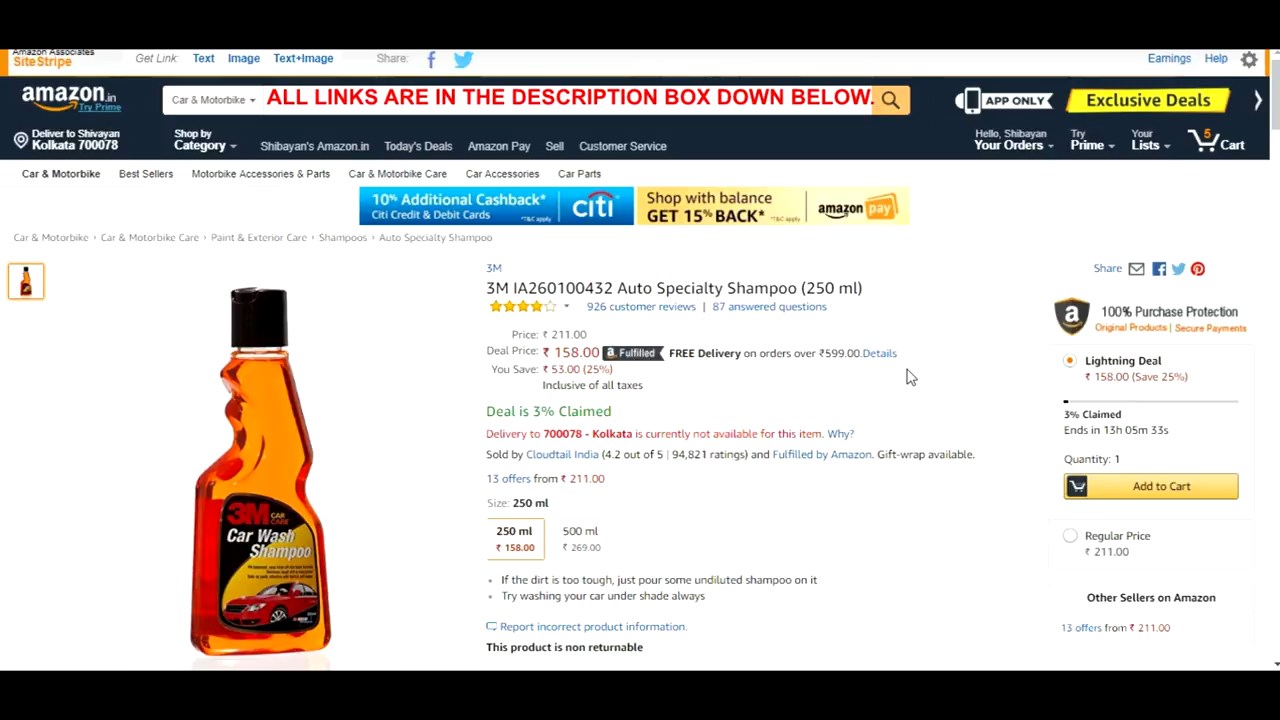 Amazon Associates
SiteStripe
Get Link: Text Image Text+Image Share:
Earnings Help
amazon.in
Try Prime
Car & Motorbike
ALL LINKS ARE IN THE DESCRIPTION BOX DOWN BELOW.
APP ONLY
Exclusive Deals
Deliver to Shivayan
Kolkata 700078
Shop by
Category
Shibayan's Amazon.in Today's Deals Amazon Pay Sell Customer Service
Hello, Shibayan
Your Orders
Try
Prime
Your
Lists
5
Cart
Car & Motorbike Best Sellers Motorbike Accessories & Parts Car & Motorbike Care Car Accessories Car Parts
10% Additional Cashback*
Citi Credit & Debit Cards *T&C apply
citi
Shop with balance
GET 15% BACK* *T&C apply
amazon pay
Car & Motorbike › Car & Motorbike Care › Paint & Exterior Care › Shampoos › Auto Specialty Shampoo
3M
3M IA260100432 Auto Specialty Shampoo (250 ml)
926 customer reviews | 87 answered questions
Price: ₹ 211.00
Deal Price: ₹ 158.00 a Fulfilled FREE Delivery on orders over ₹599.00.Details
You Save: ₹ 53.00 (25%)
Inclusive of all taxes
Deal is 3% Claimed
Delivery to 700078 - Kolkata is currently not available for this item. Why?
Sold by Cloudtail India (4.2 out of 5 | 94,821 ratings) and Fulfilled by Amazon. Gift-wrap available.
13 offers from ₹ 211.00
Size: 250 ml
250 ml
₹ 158.00
500 ml
₹ 269.00
• If the dirt is too tough, just pour some undiluted shampoo on it
• Try washing your car under shade always
Report incorrect product information.
This product is non returnable
3M CAR CARE
Car Wash
Shampoo
Share
100% Purchase Protection
Original Products | Secure Payments
Lightning Deal
₹ 158.00 (Save 25%)
3% Claimed
Ends in 13h 05m 33s
Quantity: 1
Add to Cart
Regular Price
₹ 211.00
Other Sellers on Amazon
13 offers from ₹ 211.00